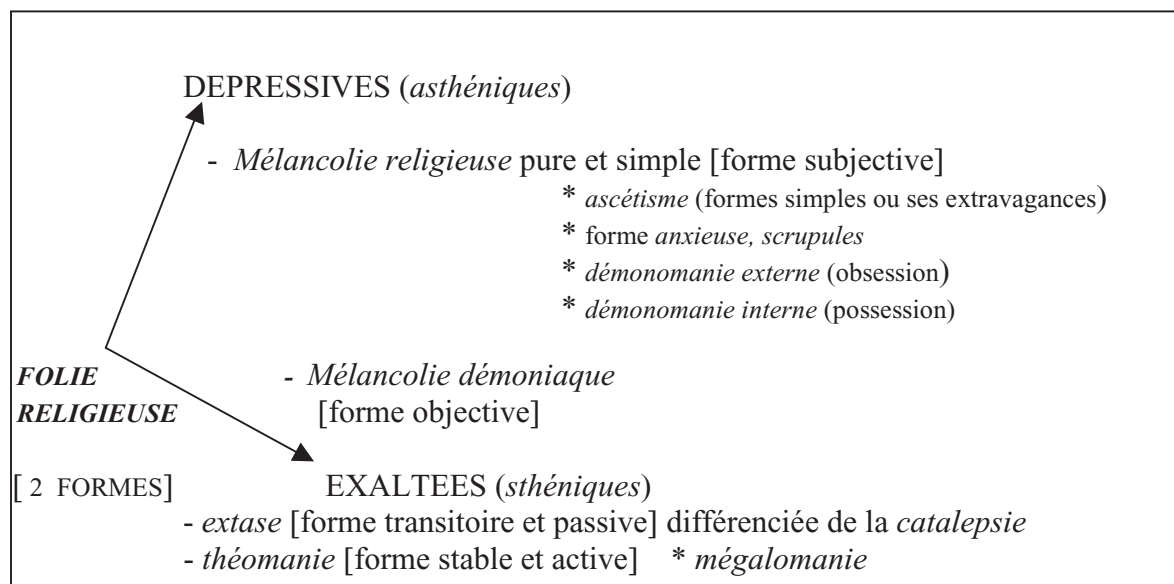 DEPRESSIVES (asthéniques)
- Mélancolie religieuse pure et simple [forme subjective]
* ascétisme (formes simples ou ses extravagances)
* forme anxieuse, scrupules
* démonomanie externe (obsession)
* démonomanie interne (possession)
FOLIE - Mélancolie démoniaque
RELIGIEUSE [forme objective]
[ 2 FORMES] EXALTEES (sthéniques)
- extase [forme transitoire et passive] différenciée de la catalepsie
- théomanie [forme stable et active] * mégalomanie